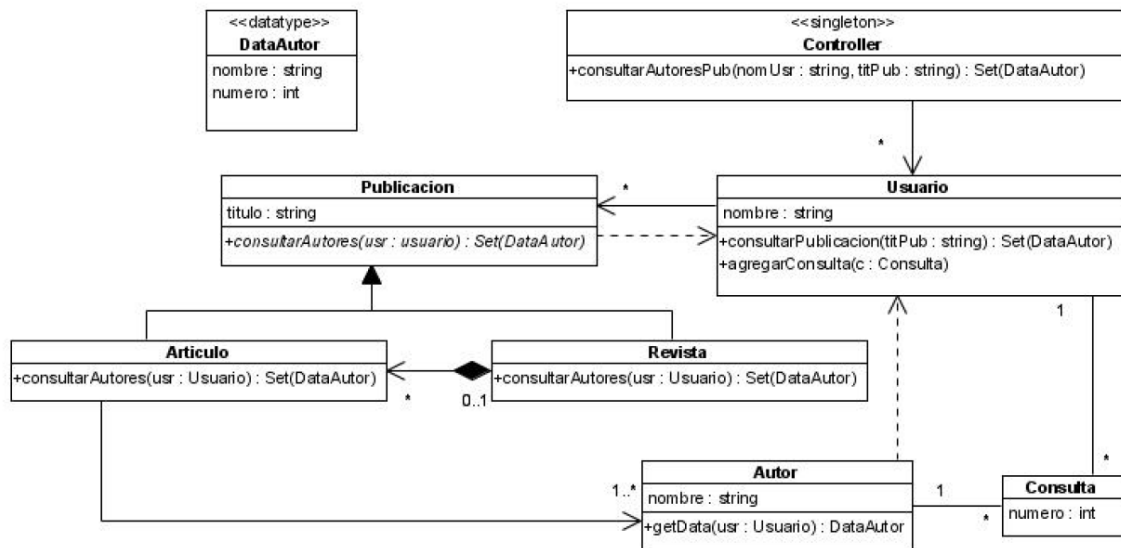 <<datatype>>
DataAutor
nombre : string
numero : int
<<singleton>>
Controller
+consultarAutoresPub(nomUsr : string, titPub : string) : Set(DataAutor)
*
Publicacion
titulo : string
+consultarAutores(usr : usuario) : Set(DataAutor)
*
Usuario
nombre : string
+consultarPublicacion(titPub : string) : Set(DataAutor)
+agregarConsulta(c : Consulta)
1
Articulo
+consultarAutores(usr : Usuario) : Set(DataAutor)
*
0..1
Revista
+consultarAutores(usr : Usuario) : Set(DataAutor)
1..*
Autor
nombre : string
+getData(usr : Usuario) : DataAutor
1
*
*
Consulta
numero : int